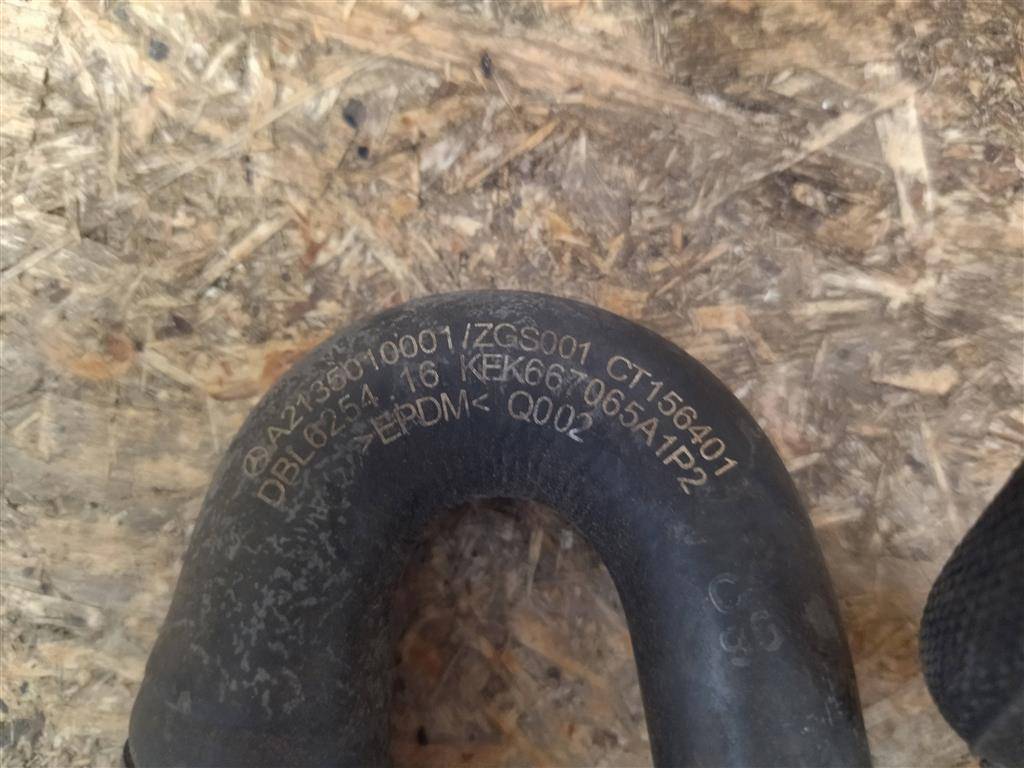 A2135010001/ZGS001 CT156401
DBL6254.16 KEK667065A1P2
>EPDM< Q002